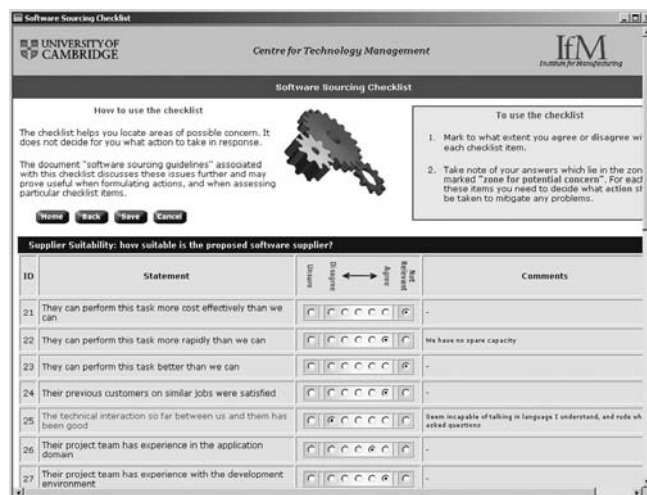 Software Sourcing Checklist
UNIVERSITY OF
CAMBRIDGE
Centre for Technology Management
IfM
Institute for Manufacturing
Software Sourcing Checklist
How to use the checklist
The checklist helps you locate areas of possible concern. It
does not decide for you what action to take in response.
The document "software sourcing guidelines" associated
with this checklist discusses these issues further and may
prove useful when formulating actions, and when assessing
particular checklist items.
Home Back Save Cancel
To use the checklist
1. Mark to what extent you agree or disagree wi
each checklist item.
2. Take note of your answers which lie in the zon
marked "zone for potential concern". For each
these items you need to decide what action sh
be taken to mitigate any problems.
Supplier Suitability: how suitable is the proposed software supplier?
ID Statement Unsure Disagree Agree Not Relevant Comments
21 They can perform this task more cost effectively than we
can -
22 They can perform this task more rapidly than we can We have no spare capacity
23 They can perform this task better than we can -
24 Their previous customers on similar jobs were satisfied -
25 The technical interaction so far between us and them has
been good
Seem incapable of talking in language I understand, and rude wh
asked questions
26 Their project team has experience in the application
domain -
27 Their project team has experience with the development
environment -